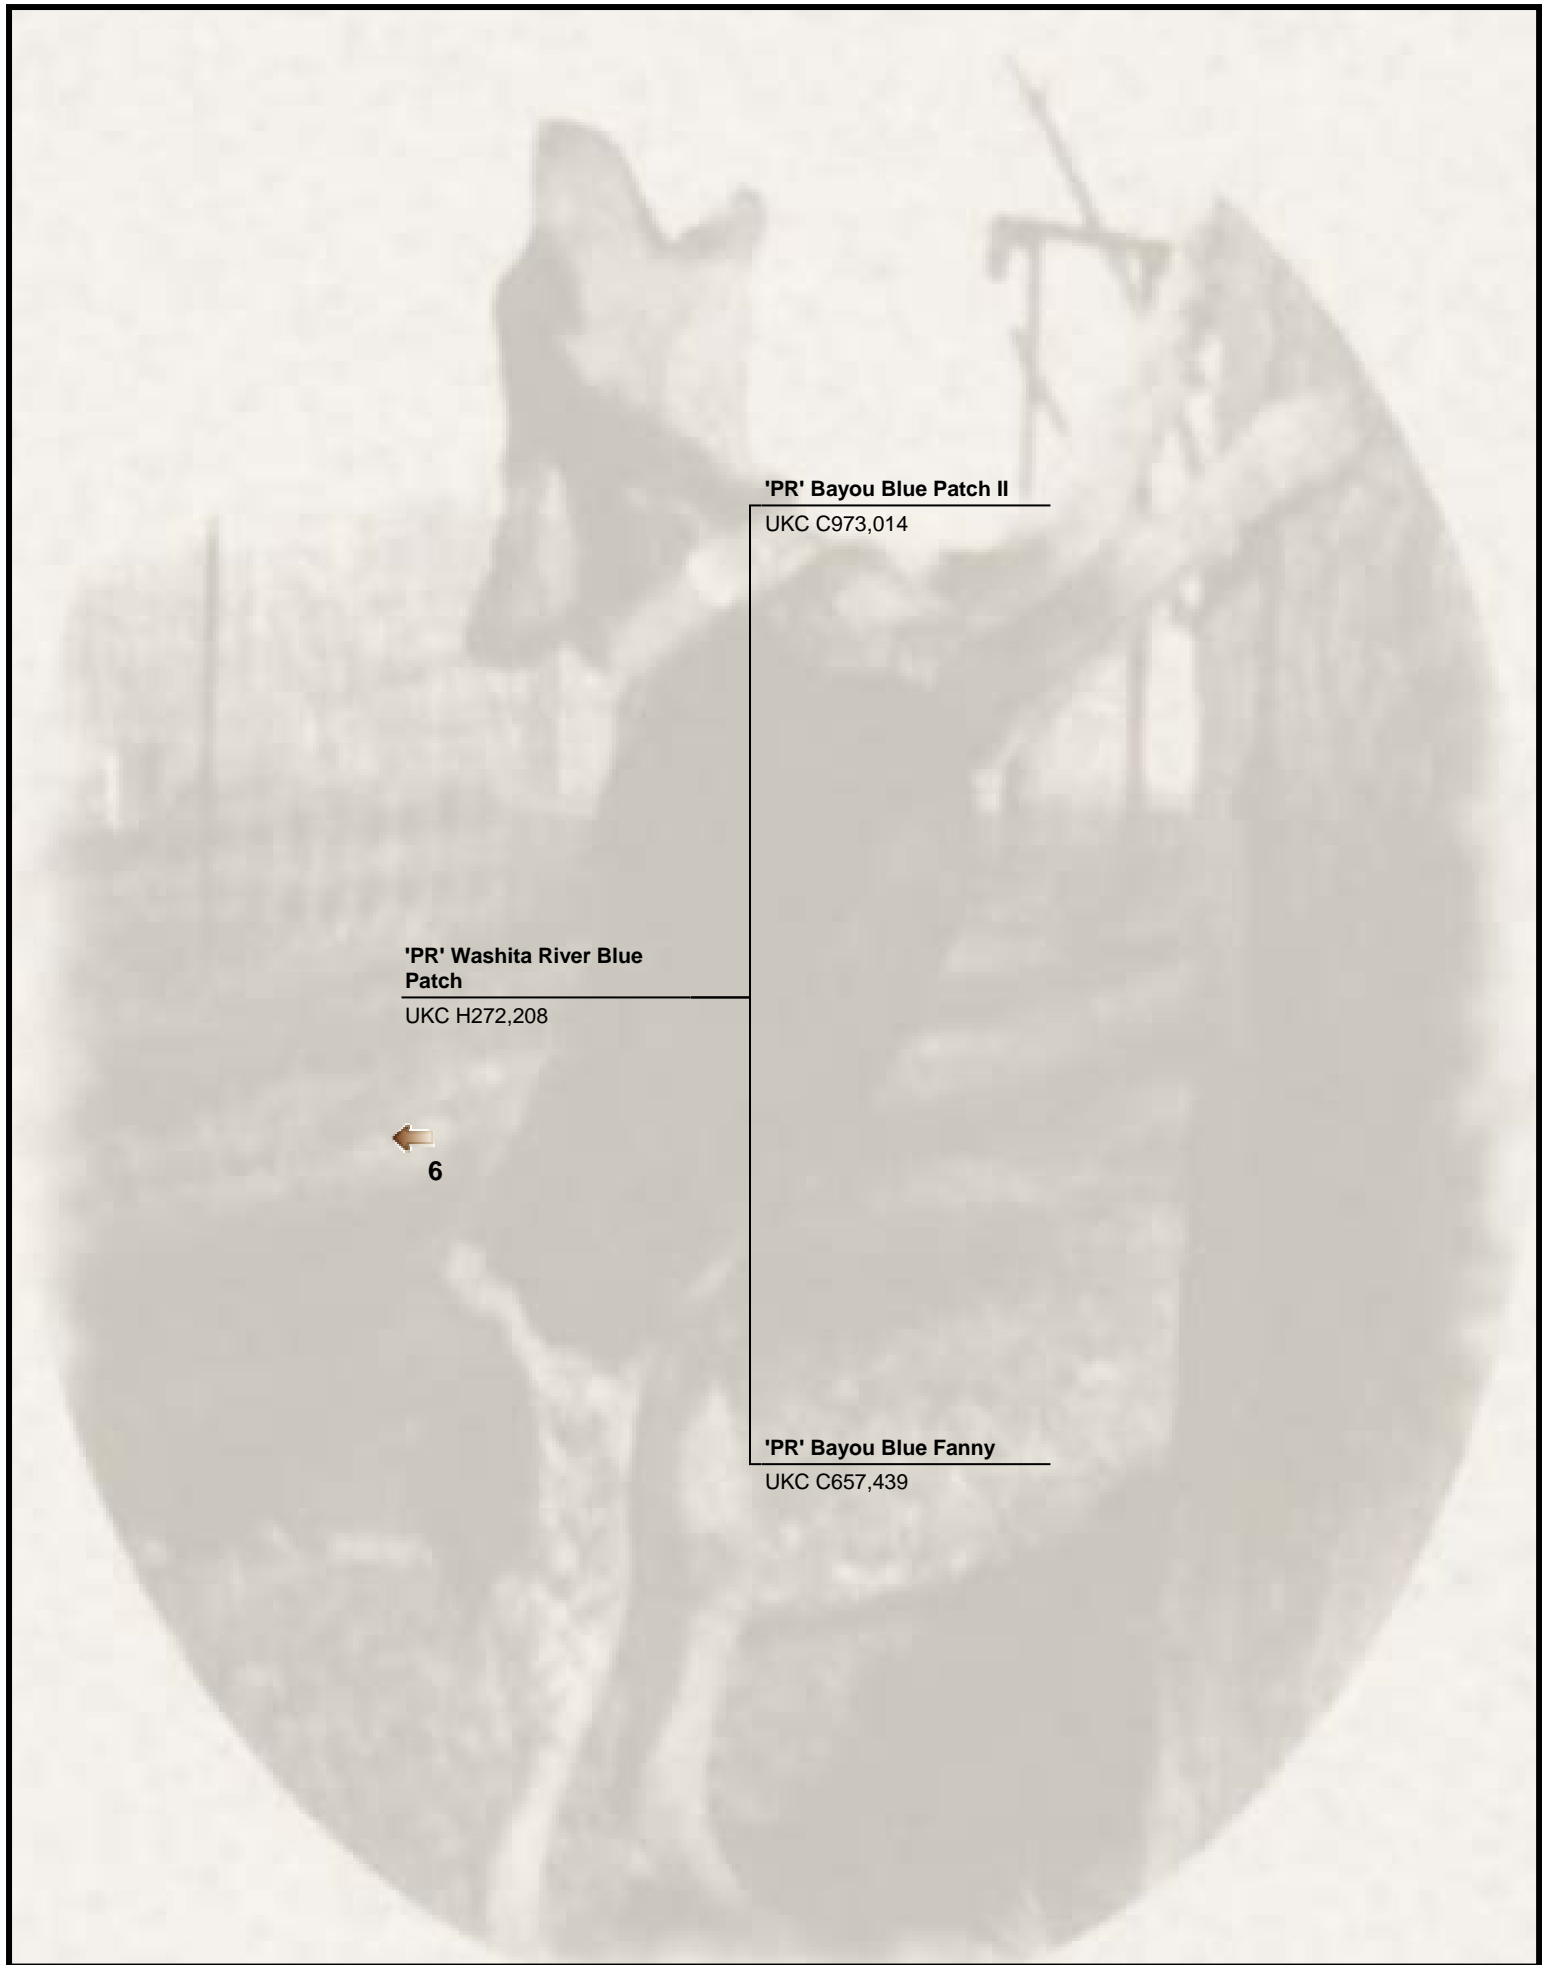 'PR' Bayou Blue Patch II
UKC C973,014
'PR' Washita River Blue
Patch
UKC H272,208
6
'PR' Bayou Blue Fanny
UKC C657,439